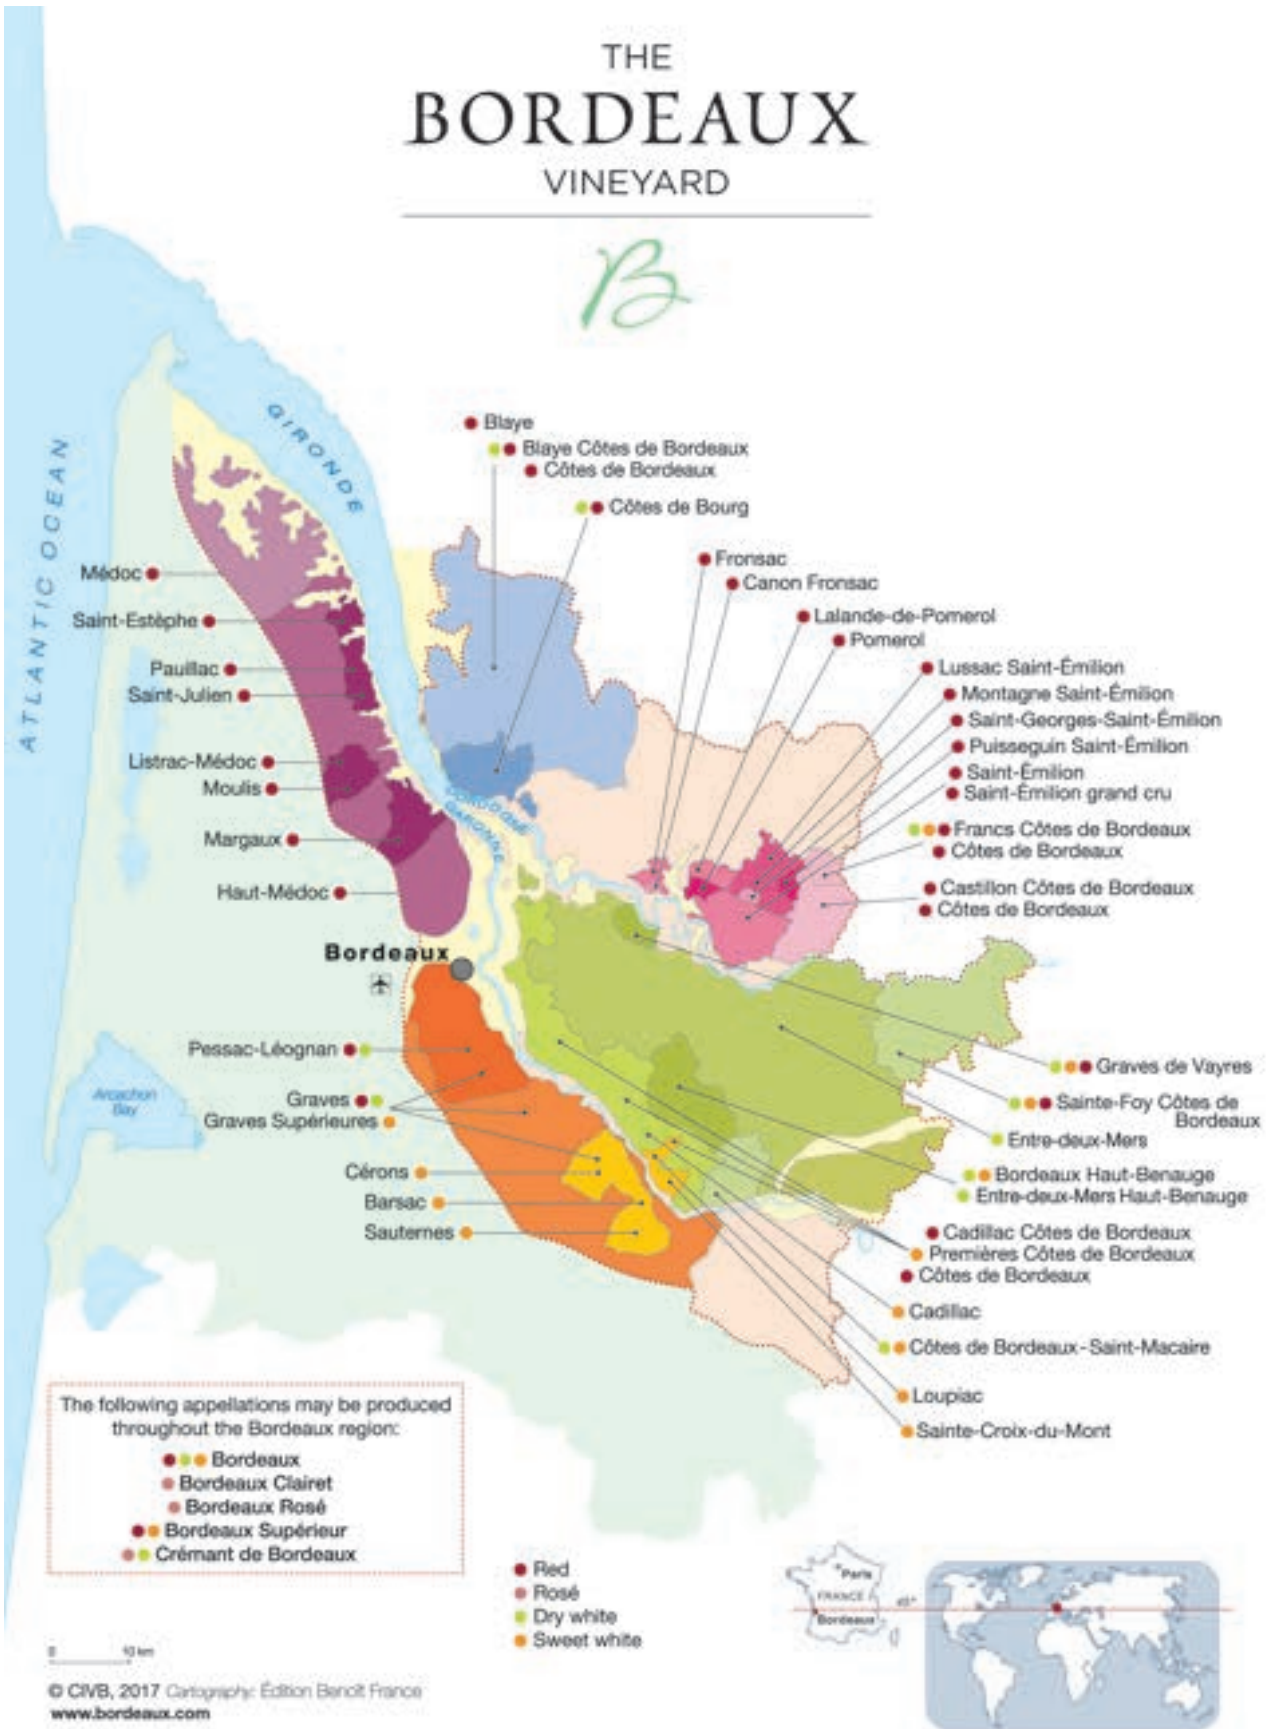 THE
BORDEAUX
VINEYARD
B
ATLANTIC OCEAN
GIRONDE
Blaye
Blaye Côtes de Bordeaux
Côtes de Bordeaux
Côtes de Bourg
Fronsac
Canon Fronsac
Lalande-de-Pomerol
Pomerol
Lussac Saint-Émilion
Montagne Saint-Émilion
Saint-Georges-Saint-Émilion
Puisseguin Saint-Émilion
Saint-Émilion
Saint-Émilion grand cru
Francs Côtes de Bordeaux
Côtes de Bordeaux
Castillon Côtes de Bordeaux
Côtes de Bordeaux
Médoc
Saint-Estèphe
Pauillac
Saint-Julien
Listrac-Médoc
Moulis
Margaux
Haut-Médoc
DORDOGNE
GARONNE
Bordeaux
Pessac-Léognan
Graves
Graves Supérieures
Cérons
Barsac
Sauternes
Arcachon
Bay
Graves de Vayres
Sainte-Foy Côtes de
Bordeaux
Entre-deux-Mers
Bordeaux Haut-Benauge
Entre-deux-Mers Haut-Benauge
Cadillac Côtes de Bordeaux
Premières Côtes de Bordeaux
Côtes de Bordeaux
Cadillac
Côtes de Bordeaux-Saint-Macaire
Loupiac
Sainte-Croix-du-Mont
The following appellations may be produced
throughout the Bordeaux region:
Bordeaux
Bordeaux Clairet
Bordeaux Rosé
Bordeaux Supérieur
Crémant de Bordeaux
Red
Rosé
Dry white
Sweet white
Paris
FRANCE
Bordeaux
45°
0 10 km
© CIVB, 2017 Cartography: Édition Benoît France
www.bordeaux.com